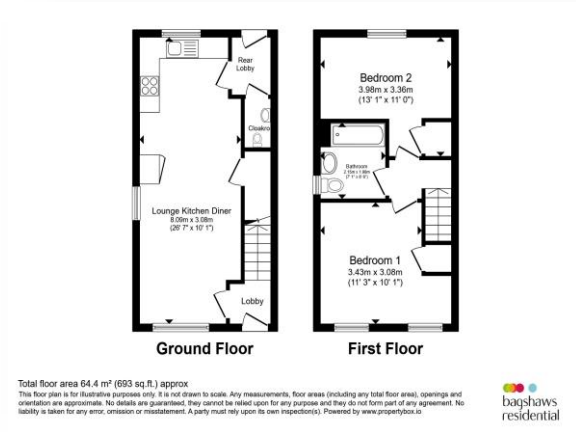 Rear
Lobby
Cloakro
Lounge Kitchen Diner
8.09m x 3.08m
(26' 7" x 10' 1")
Lobby
Ground Floor
Bedroom 2
3.98m x 3.36m
(13' 1" x 11' 0")
Bathroom
Bedroom 1
3.43m x 3.08m
(11' 3" x 10' 1")
First Floor
Total floor area 64.4 m² (693 sq.ft.) approx
This floor plan is for illustrative purposes only. It is not drawn to scale. Any measurements, floor areas (including any total floor area), openings and
orientation are approximate. No details are guaranteed, they cannot be relied upon for any purpose and they do not form part of any agreement. No
liability is taken for any error, omission or misstatement. A party must rely upon its own inspection(s). Powered by www.propertybox.io
bagshaws
residential